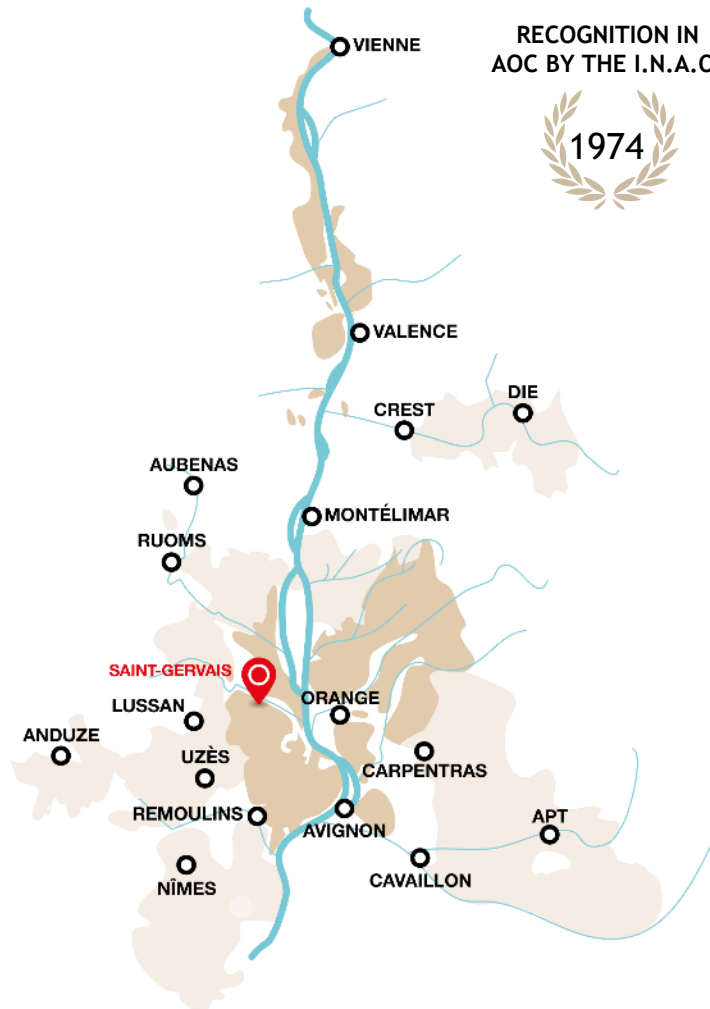 VIENNE
RECOGNITION IN
AOC BY THE I.N.A.O
1974
VALENCE
DIE
CREST
AUBENAS
MONTÉLIMAR
RUOMS
SAINT-GERVAIS
ORANGE
LUSSAN
ANDUZE
UZÈS
CARPENTRAS
REMOULINS
AVIGNON
APT
CAVAILLON
NÎMES